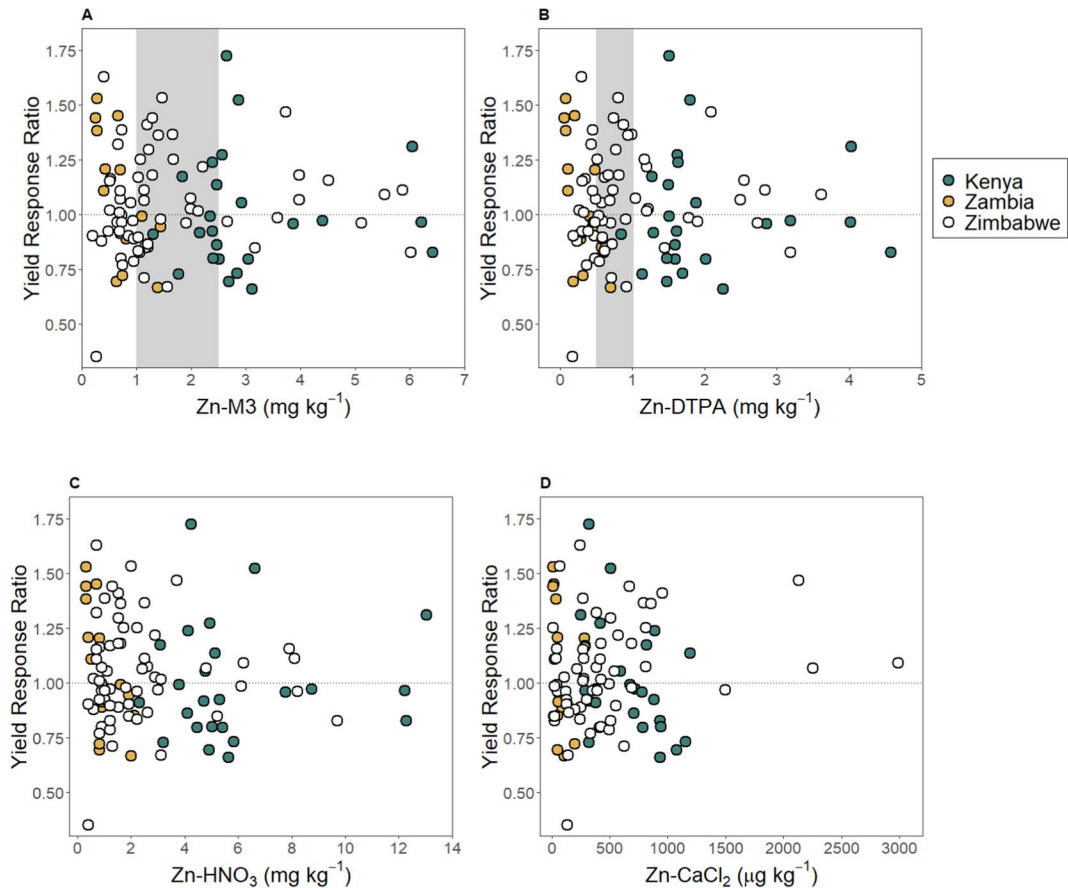 A
1.75
1.50
1.25
1.00
0.75
0.50
Yield Response Ratio
0 1 2 3 4 5 6 7
Zn-M3 (mg kg⁻¹)
B
1.75
1.50
1.25
1.00
0.75
0.50
Yield Response Ratio
0 1 2 3 4 5
Zn-DTPA (mg kg⁻¹)
Kenya
Zambia
Zimbabwe
C
1.75
1.50
1.25
1.00
0.75
0.50
Yield Response Ratio
0 2 4 6 8 10 12 14
Zn-HNO₃ (mg kg⁻¹)
D
1.75
1.50
1.25
1.00
0.75
0.50
Yield Response Ratio
0 500 1000 1500 2000 2500 3000
Zn-CaCl₂ (μg kg⁻¹)